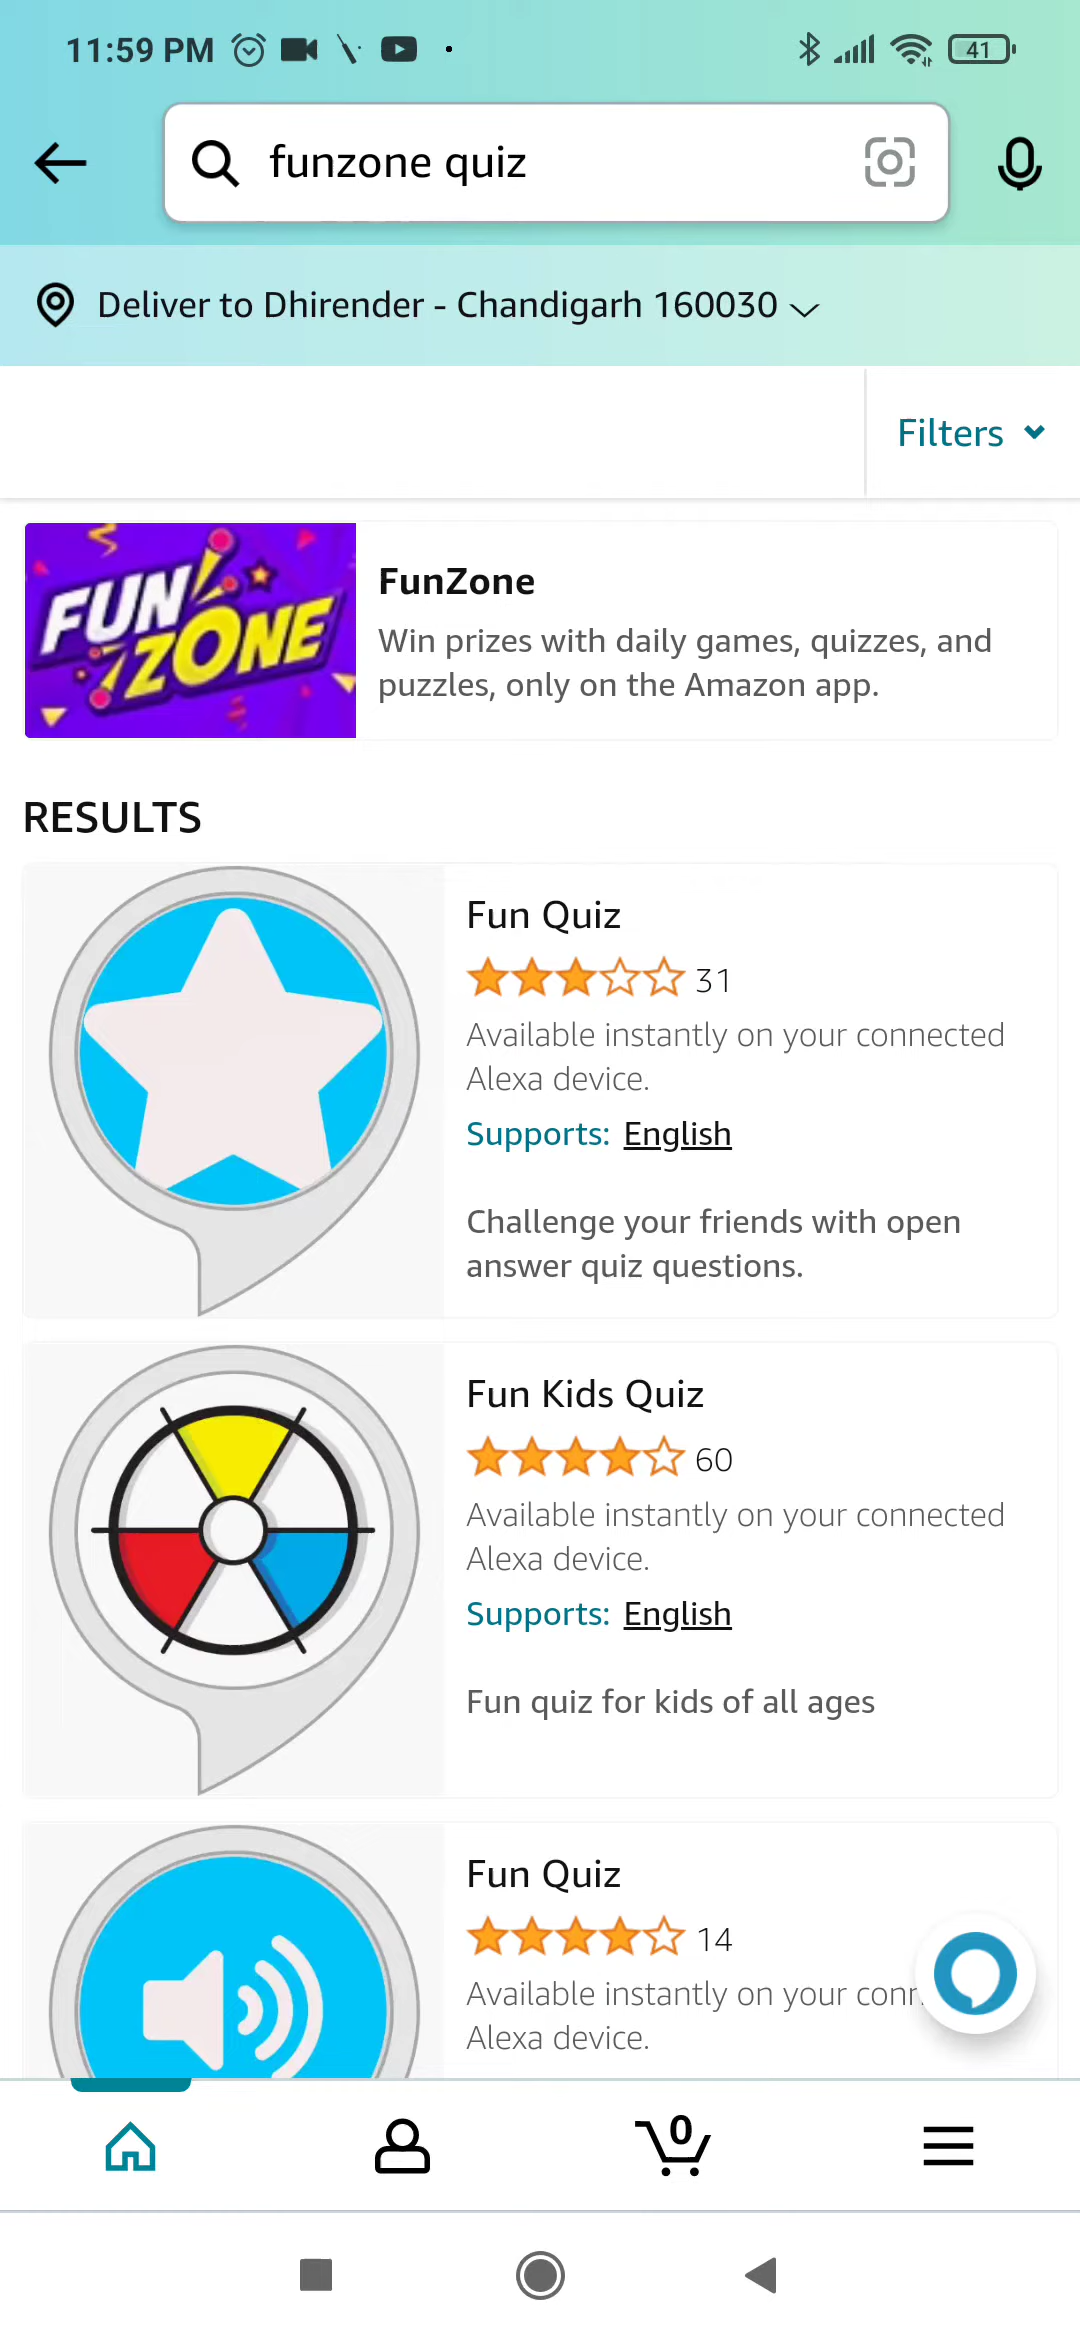 11:59 PM
41
funzone quiz
Deliver to Dhirender - Chandigarh 160030
Filters
FUN
ZONE
FunZone
Win prizes with daily games, quizzes, and
puzzles, only on the Amazon app.
RESULTS
Fun Quiz
31
Available instantly on your connected
Alexa device.
Supports: English
Challenge your friends with open
answer quiz questions.
Fun Kids Quiz
60
Available instantly on your connected
Alexa device.
Supports: English
Fun quiz for kids of all ages
Fun Quiz
14
Available instantly on your
Alexa device.
0